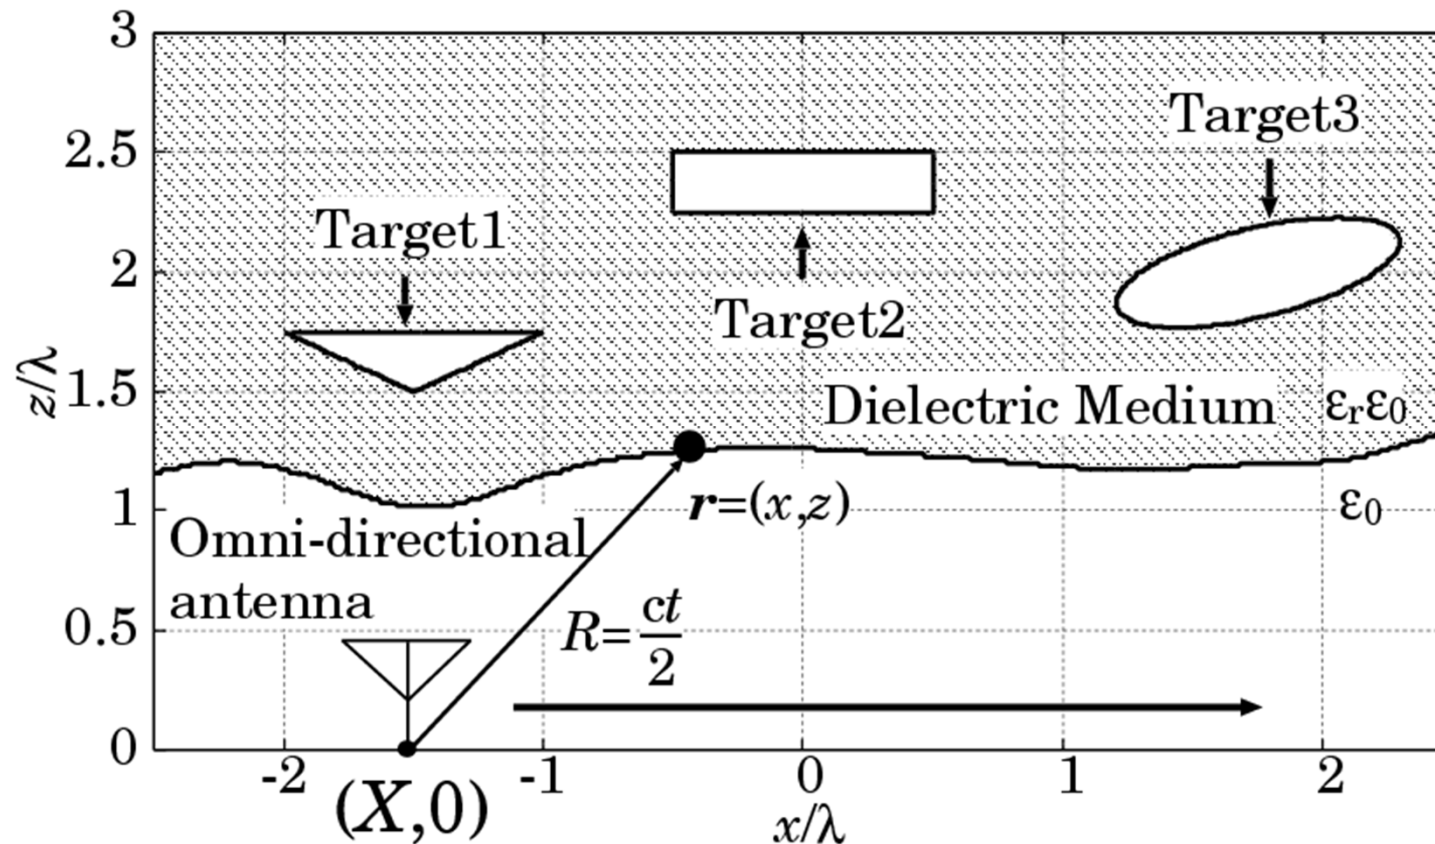 3
Target3
2.5
Target1
2
Target2
z/λ
1.5
Dielectric Medium εrε0
r=(x,z)
1
ε0
Omni-directional
antenna
0.5
R=ct/2
0
-2 -1 0 1 2
(X,0)
x/λ